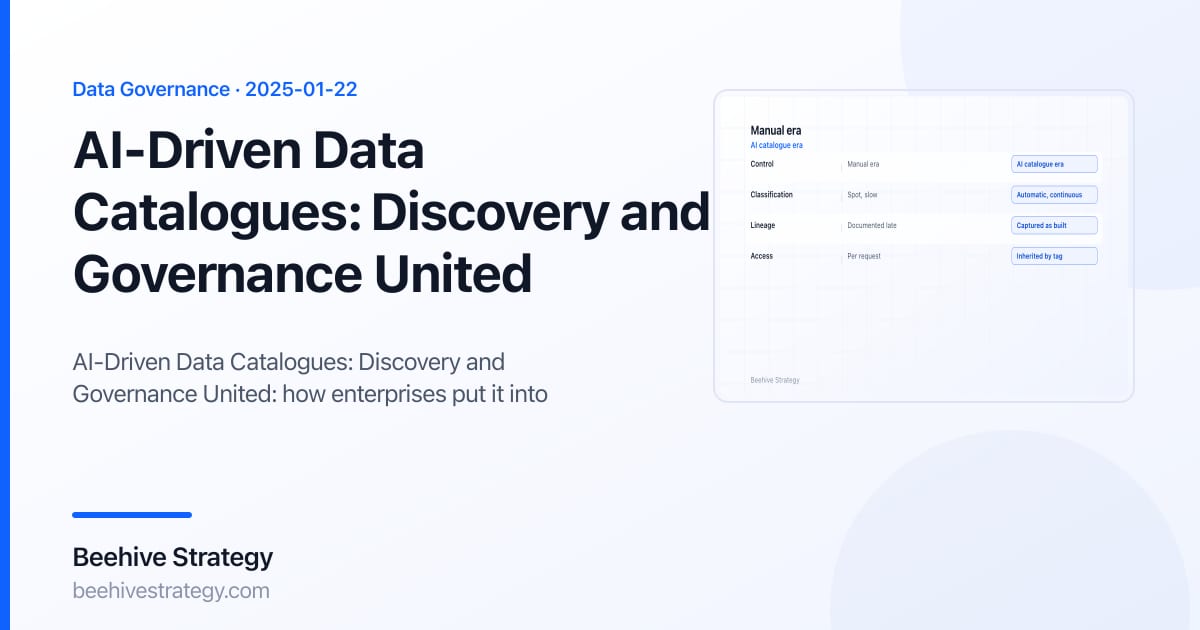 Data Governance · 2025-01-22
AI-Driven Data
Catalogues: Discovery and
Governance United
AI-Driven Data Catalogues: Discovery and
Governance United: how enterprises put it into
Beehive Strategy
beehivestrategy.com
Manual era
AI catalogue era
Control Manual era AI catalogue era
Classification Spot, slow Automatic, continuous
Lineage Documented late Captured as built
Access Per request Inherited by tag
Beehive Strategy